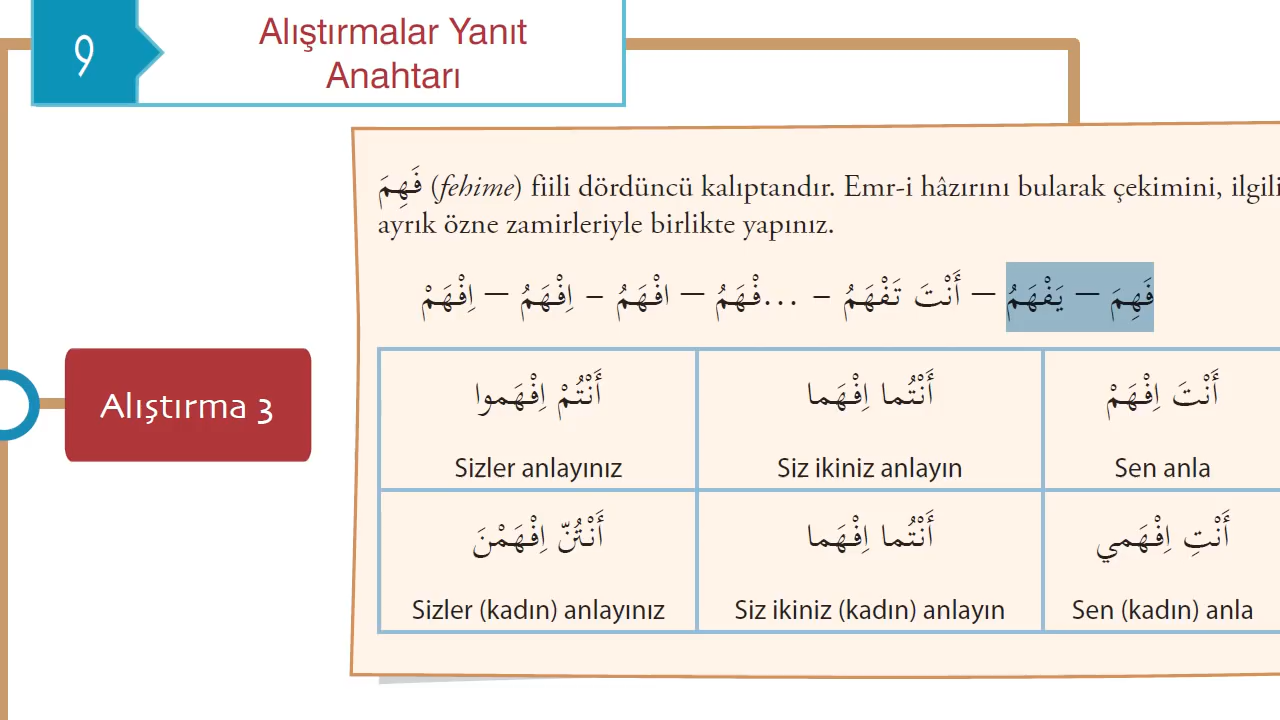 9
Alıştırmalar Yanıt
Anahtarı
فَهِمَ (fehime) fiili dördüncü kalıptandır. Emr-i hâzırını bularak çekimini, ilgili
ayrık özne zamirleriyle birlikte yapınız.
فَهِمَ – يَفْهَمُ – أَنْتَ تَفْهَمُ – ...فْهَمُ – افْهَمُ – اِفْهَمُ – اِفْهَمْ
Alıştırma 3
أَنْتَ اِفْهَمْ
أَنْتُما اِفْهَما
أَنْتُمْ اِفْهَموا
Sen anla
Siz ikiniz anlayın
Sizler anlayınız
أَنْتِ اِفْهَمي
أَنْتُما اِفْهَما
أَنْتُنّ اِفْهَمْنَ
Sen (kadın) anla
Siz ikiniz (kadın) anlayın
Sizler (kadın) anlayınız